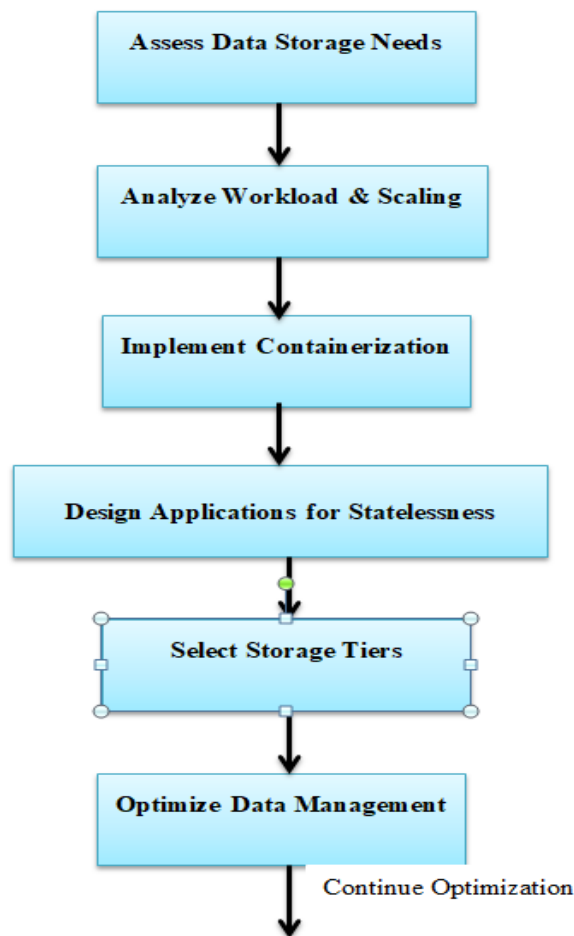 Assess Data Storage Needs
Analyze Workload & Scaling
Implement Containerization
Design Applications for Statelessness
Select Storage Tiers
Optimize Data Management
Continue Optimization